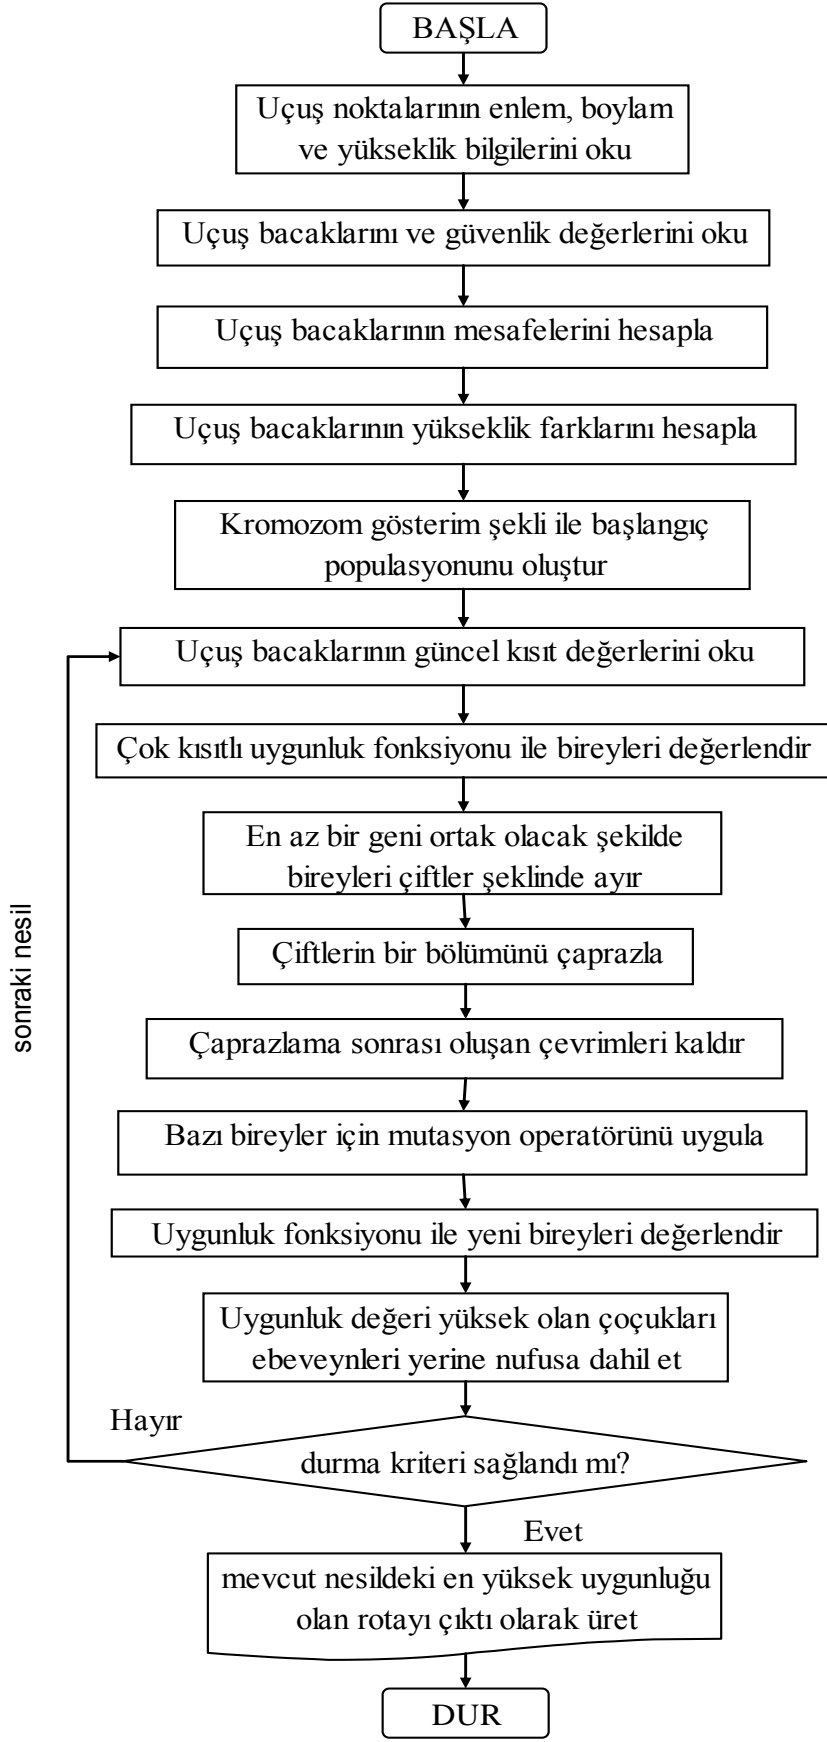 BAŞLA
Uçuş noktalarının enlem, boylam
ve yükseklik bilgilerini oku
Uçuş bacaklarını ve güvenlik değerlerini oku
Uçuş bacaklarının mesafelerini hesapla
Uçuş bacaklarının yükseklik farklarını hesapla
Kromozom gösterim şekli ile başlangıç
populasyonunu oluştur
Uçuş bacaklarının güncel kısıt değerlerini oku
Çok kısıtlı uygunluk fonksiyonu ile bireyleri değerlendir
En az bir geni ortak olacak şekilde
bireyleri çiftler şeklinde ayır
sonraki nesil
Çiftlerin bir bölümünü çaprazla
Çaprazlama sonrası oluşan çevrimleri kaldır
Bazı bireyler için mutasyon operatörünü uygula
Uygunluk fonksiyonu ile yeni bireyleri değerlendir
Uygunluk değeri yüksek olan çoçukları
ebeveynleri yerine nufusa dahil et
Hayır
durma kriteri sağlandı mı?
Evet
mevcut nesildeki en yüksek uygunluğu
olan rotayı çıktı olarak üret
DUR